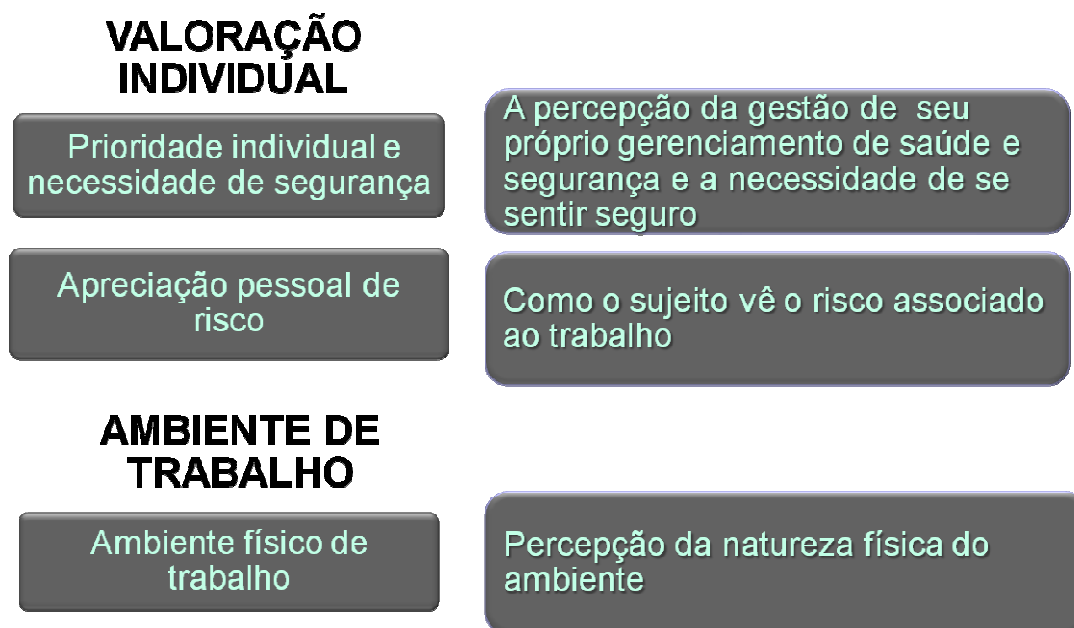 VALORAÇÃO
INDIVIDUAL
Prioridade individual e
necessidade de segurança
A percepção da gestão de seu
próprio gerenciamento de saúde e
segurança e a necessidade de se
sentir seguro
Apreciação pessoal de
risco
Como o sujeito vê o risco associado
ao trabalho
AMBIENTE DE
TRABALHO
Ambiente físico de
trabalho
Percepção da natureza física do
ambiente